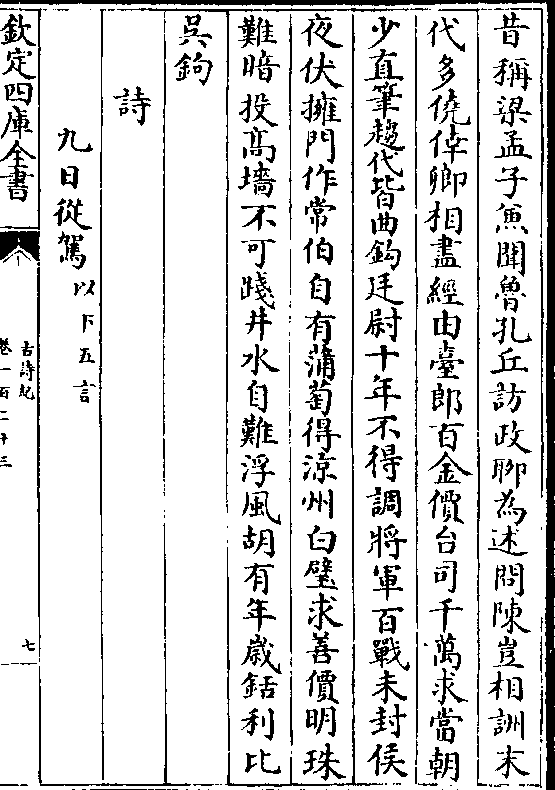 昔稱梁孟子兼聞魯孔丘訪政聊為述問陳豈相訓末
代多僥倖卿相盡經由臺郎百金價台司千萬求當朝
少直筆趨代皆曲鈎廷尉十年不得調將軍百戰未封侯
夜伏擁門作常伯自有蒲萄得涼州白璧求善價明珠
難暗投髙墻不可踐井水自難浮風胡有年歲銛利比
吳鉤
詩
九日從駕以下五言
欽定四庫全書
古詩紀
卷一百二十三
七